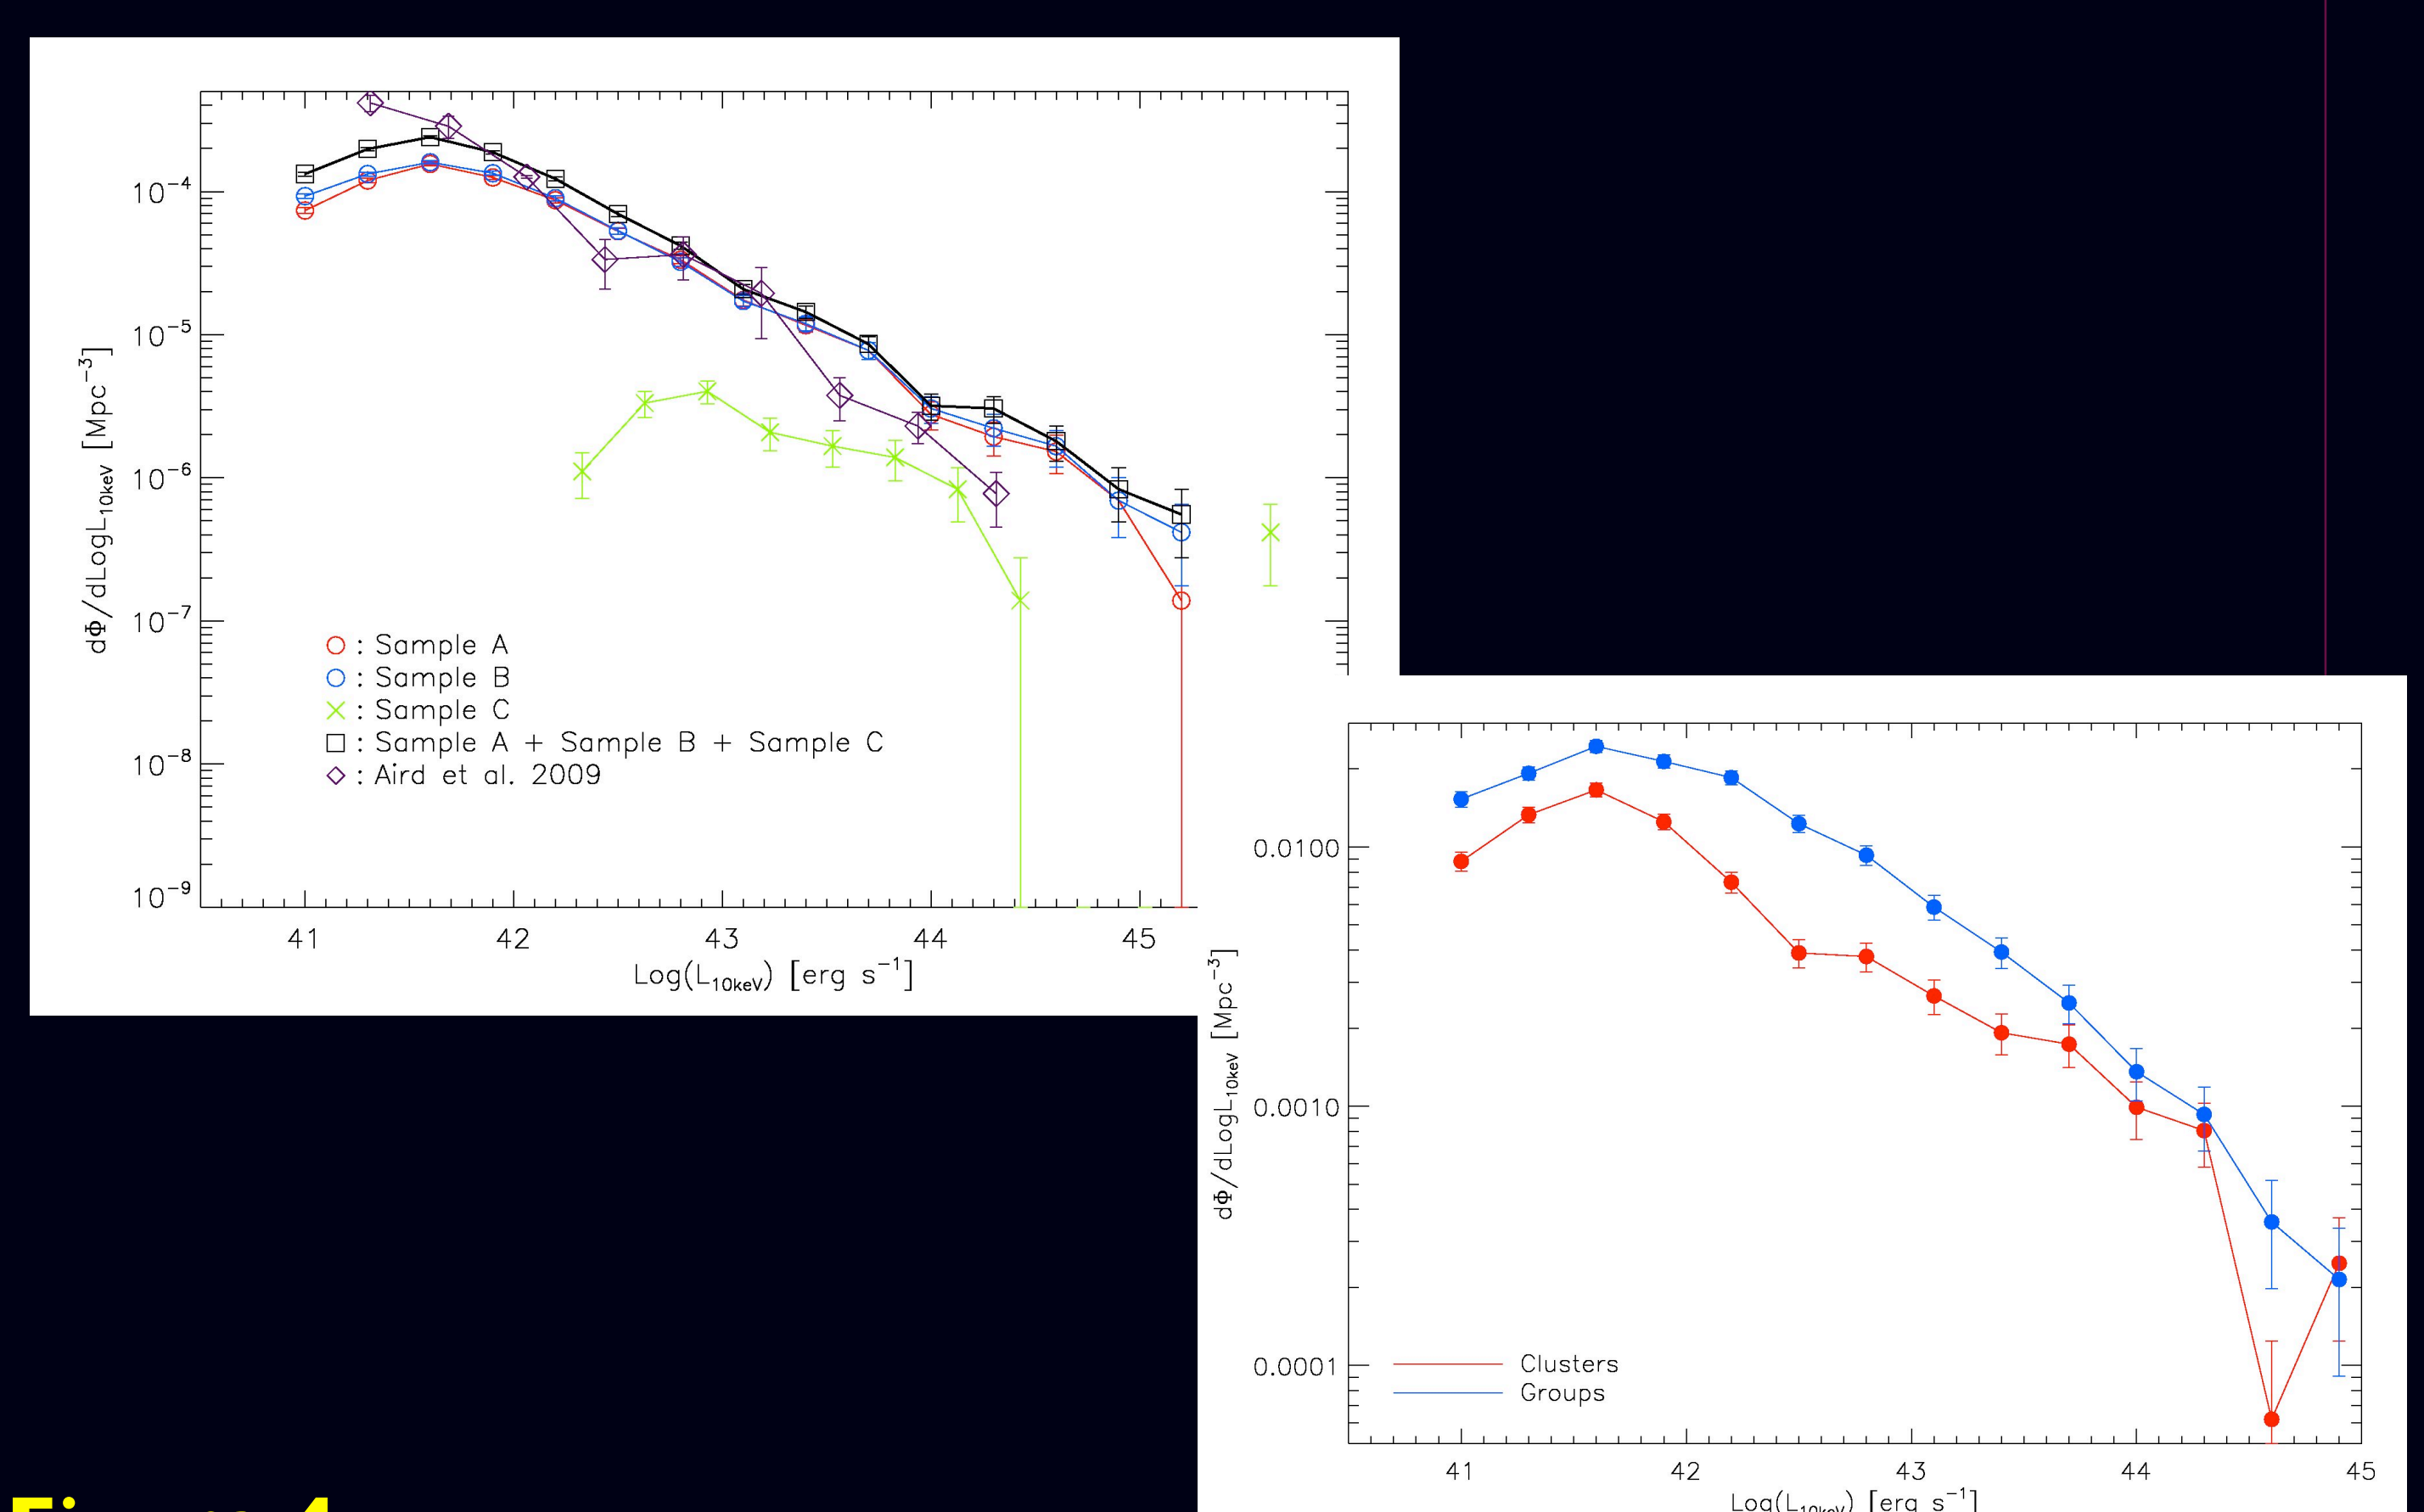 10⁻⁴
10⁻⁵
10⁻⁶
10⁻⁷
10⁻⁸
10⁻⁹
dΦ/dLogL₁₀ₖₑᵥ [Mpc⁻³]
○ : Sample A
○ : Sample B
× : Sample C
□ : Sample A + Sample B + Sample C
◇ : Aird et al. 2009
41 42 43 44 45
Log(L₁₀ₖₑᵥ) [erg s⁻¹]
0.0100
0.0010
0.0001
dΦ/dLogL₁₀ₖₑᵥ [Mpc⁻³]
Clusters
Groups
41 42 43 44 45
Log(L₁₀ₖₑᵥ) [erg s⁻¹]
Figure 4